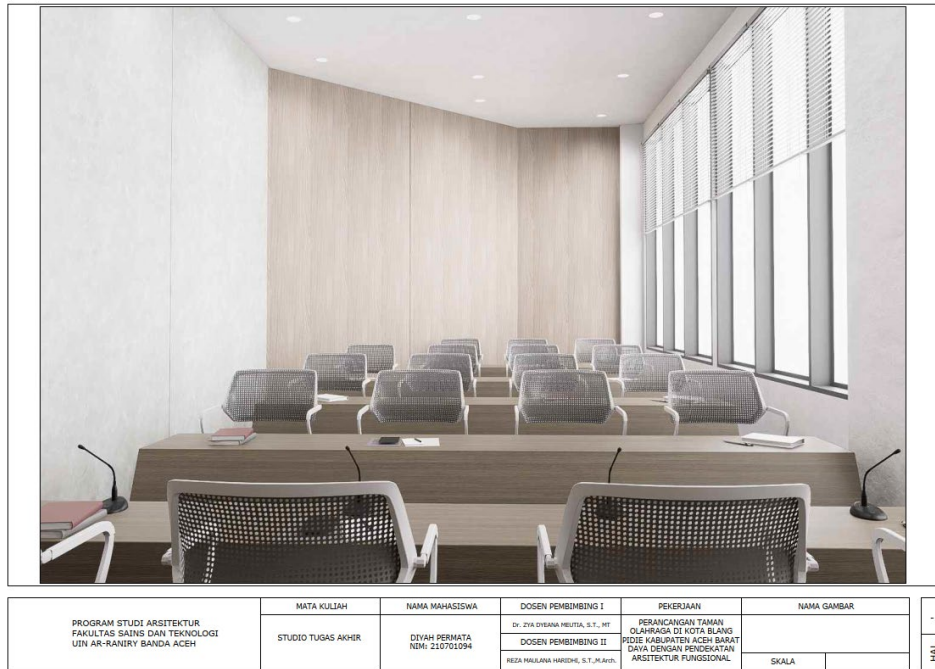 PROGRAM STUDI ARSITEKTUR
FAKULTAS SAINS DAN TEKNOLOGI
UIN AR-RANIRY BANDA ACEH
MATA KULIAH
STUDIO TUGAS AKHIR
NAMA MAHASISWA
DIYAH PERMATA
NIM: 210701094
DOSEN PEMBIMBING I
Dr. ZYA DYEANA MEUTIA, S.T., MT
DOSEN PEMBIMBING II
REZA MAULANA HARIDHI, S.T.,M.Arch.
PEKERJAAN
PERANCANGAN TAMAN
OLAHRAGA DI KOTA BLANG
PIDIE KABUPATEN ACEH BARAT
DAYA DENGAN PENDEKATAN
ARSITEKTUR FUNGSIONAL
NAMA GAMBAR
SKALA
-
HAL